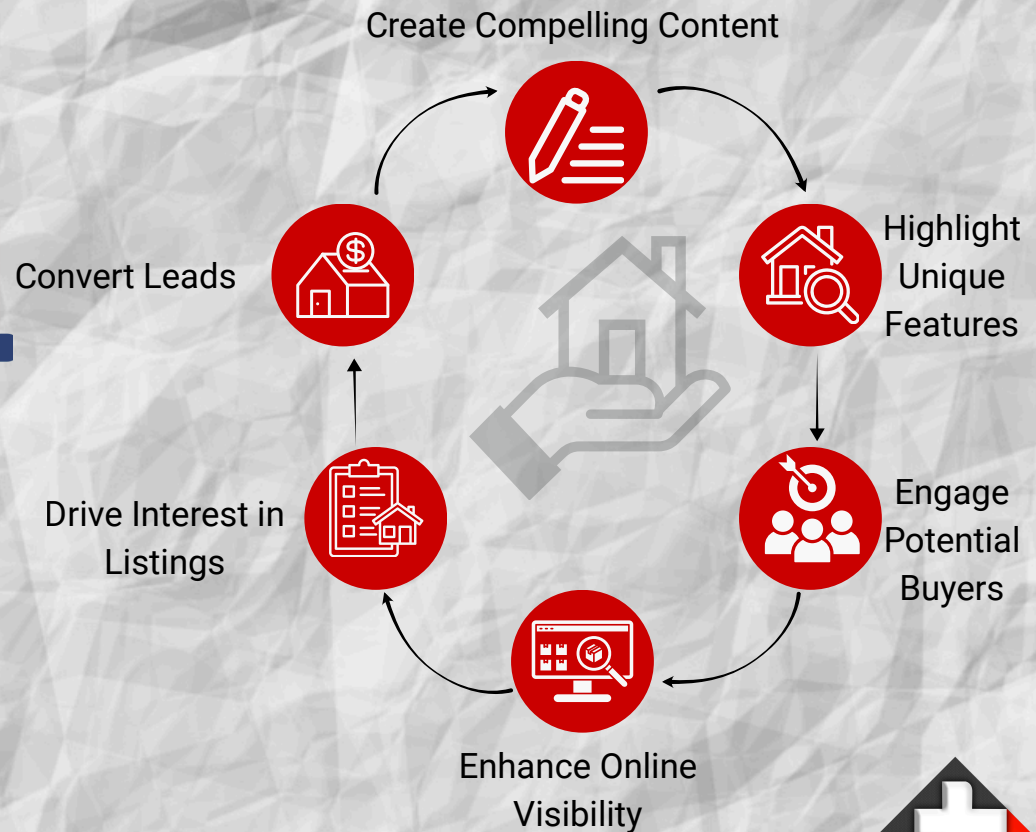 Create Compelling Content
Highlight
Unique
Features
Engage
Potential
Buyers
Enhance Online
Visibility
Drive Interest in
Listings
Convert Leads
$